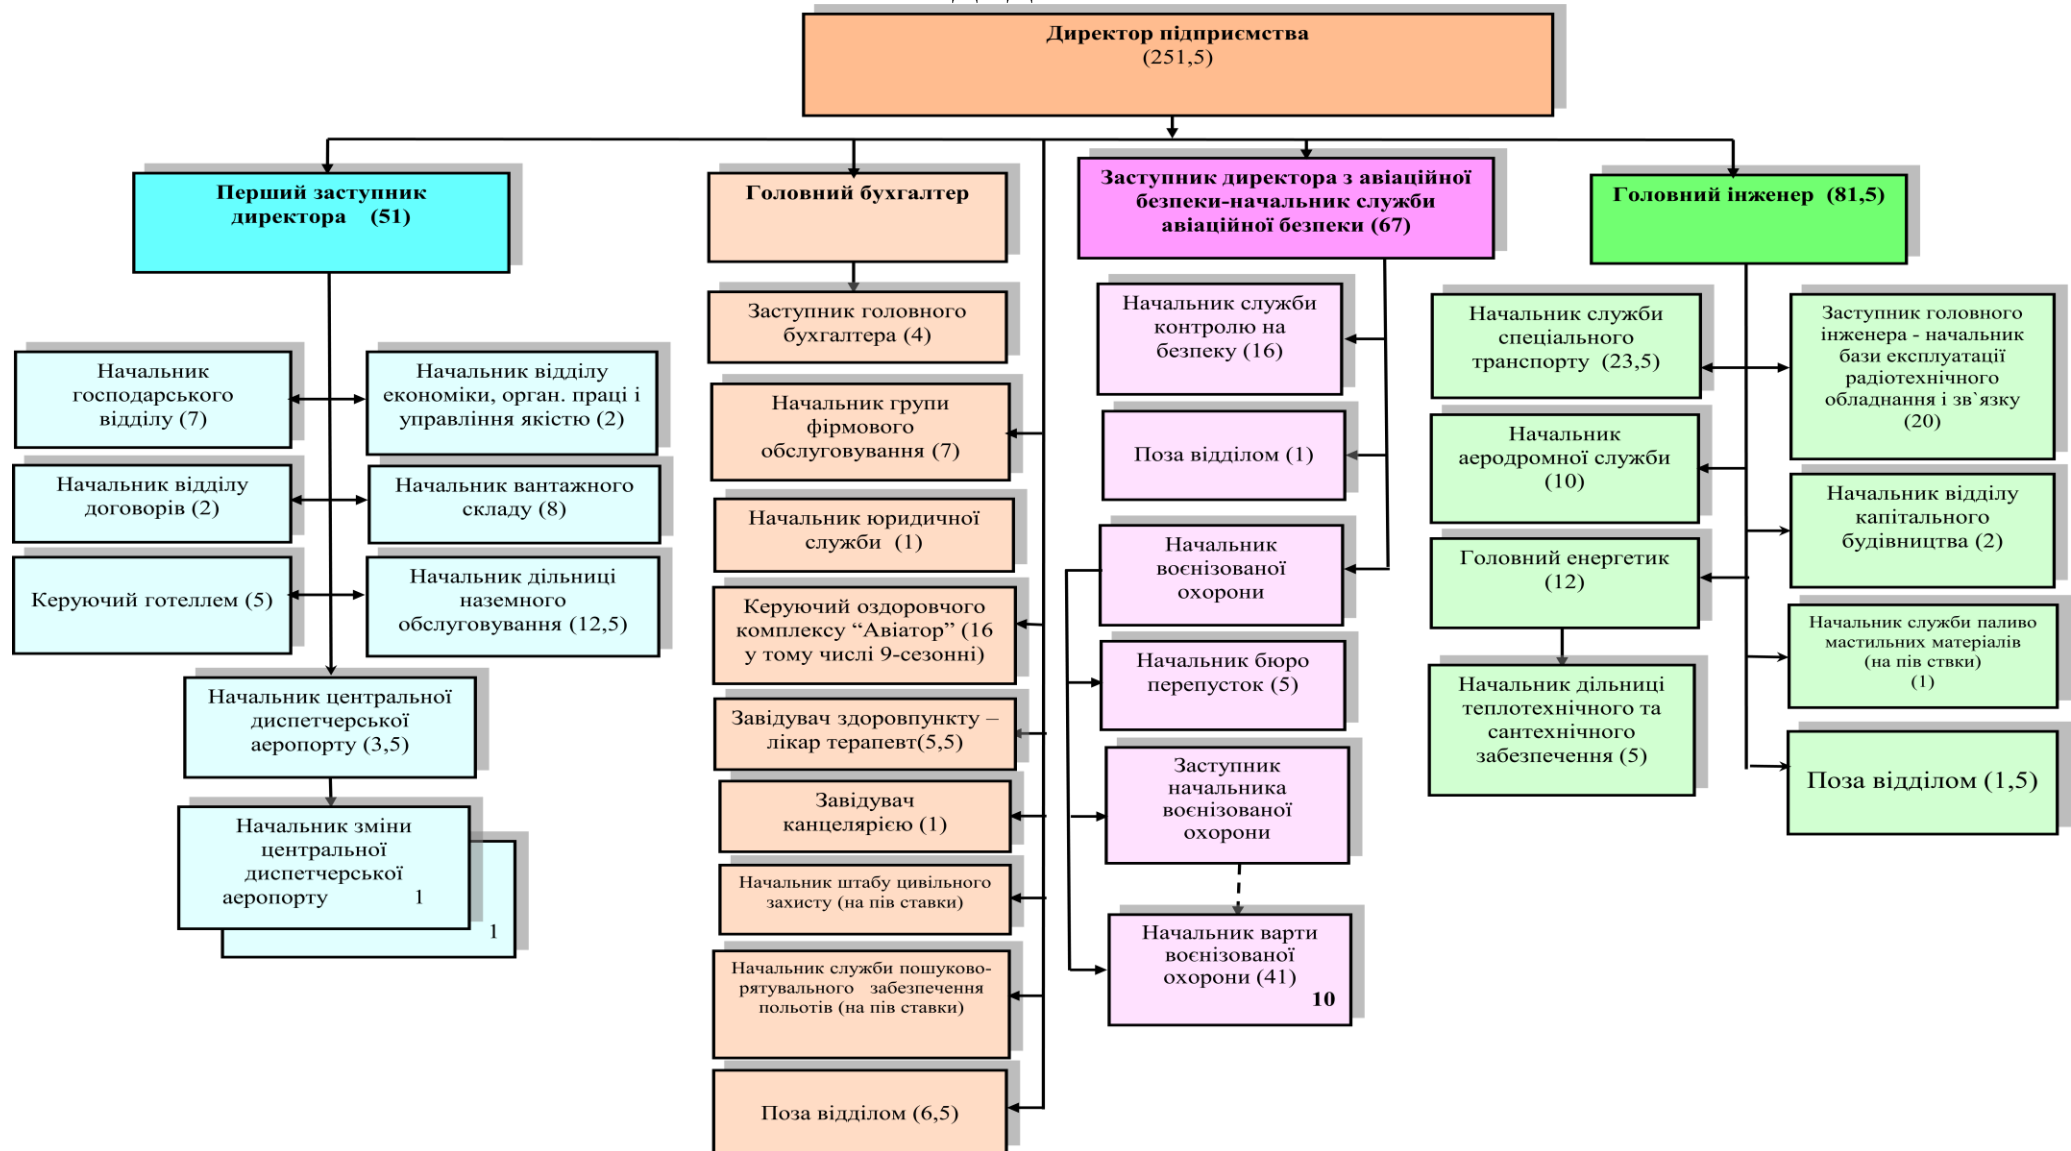 Директор підприємства
(251,5)
Перший заступник
директора (51)
Начальник
господарського
відділу (7)
Начальник відділу
економіки, орган. праці і
управління якістю (2)
Начальник відділу
договорів (2)
Начальник вантажного
складу (8)
Керуючий готеллем (5)
Начальник дільниці
наземного
обслуговування (12,5)
Начальник центральної
диспетчерської
аеропорту (3,5)
Начальник зміни
центральної
диспетчерської
аеропорту 1
1
Головний бухгалтер
Заступник головного
бухгалтера (4)
Начальник групи
фірмового
обслуговування (7)
Начальник юридичної
служби (1)
Керуючий оздоровчого
комплексу “Авіатор” (16
у тому числі 9-сезонні)
Завідувач здоровпункту –
лікар терапевт(5,5)
Завідувач
канцелярією (1)
Начальник штабу цивільного
захисту (на пів ставки)
Начальник служби пошуково-
рятувального забезпечення
польотів (на пів ставки)
Поза відділом (6,5)
Заступник директора з авіаційної
безпеки-начальник служби
авіаційної безпеки (67)
Начальник служби
контролю на
безпеку (16)
Поза відділом (1)
Начальник
воєнізованої
охорони
Начальник бюро
перепусток (5)
Заступник
начальника
воєнізованої
охорони
Начальник варти
воєнізованої
охорони (41)
10
Головний інженер (81,5)
Начальник служби
спеціального
транспорту (23,5)
Заступник головного
інженера - начальник
бази експлуатації
радіотехнічного
обладнання і зв`язку
(20)
Начальник
аеродромної служби
(10)
Начальник відділу
капітального
будівництва (2)
Головний енергетик
(12)
Начальник служби паливо
мастильних матеріалів
(на пів ствки)
(1)
Начальник дільниці
теплотехнічного та
сантехнічного
забезпечення (5)
Поза відділом (1,5)